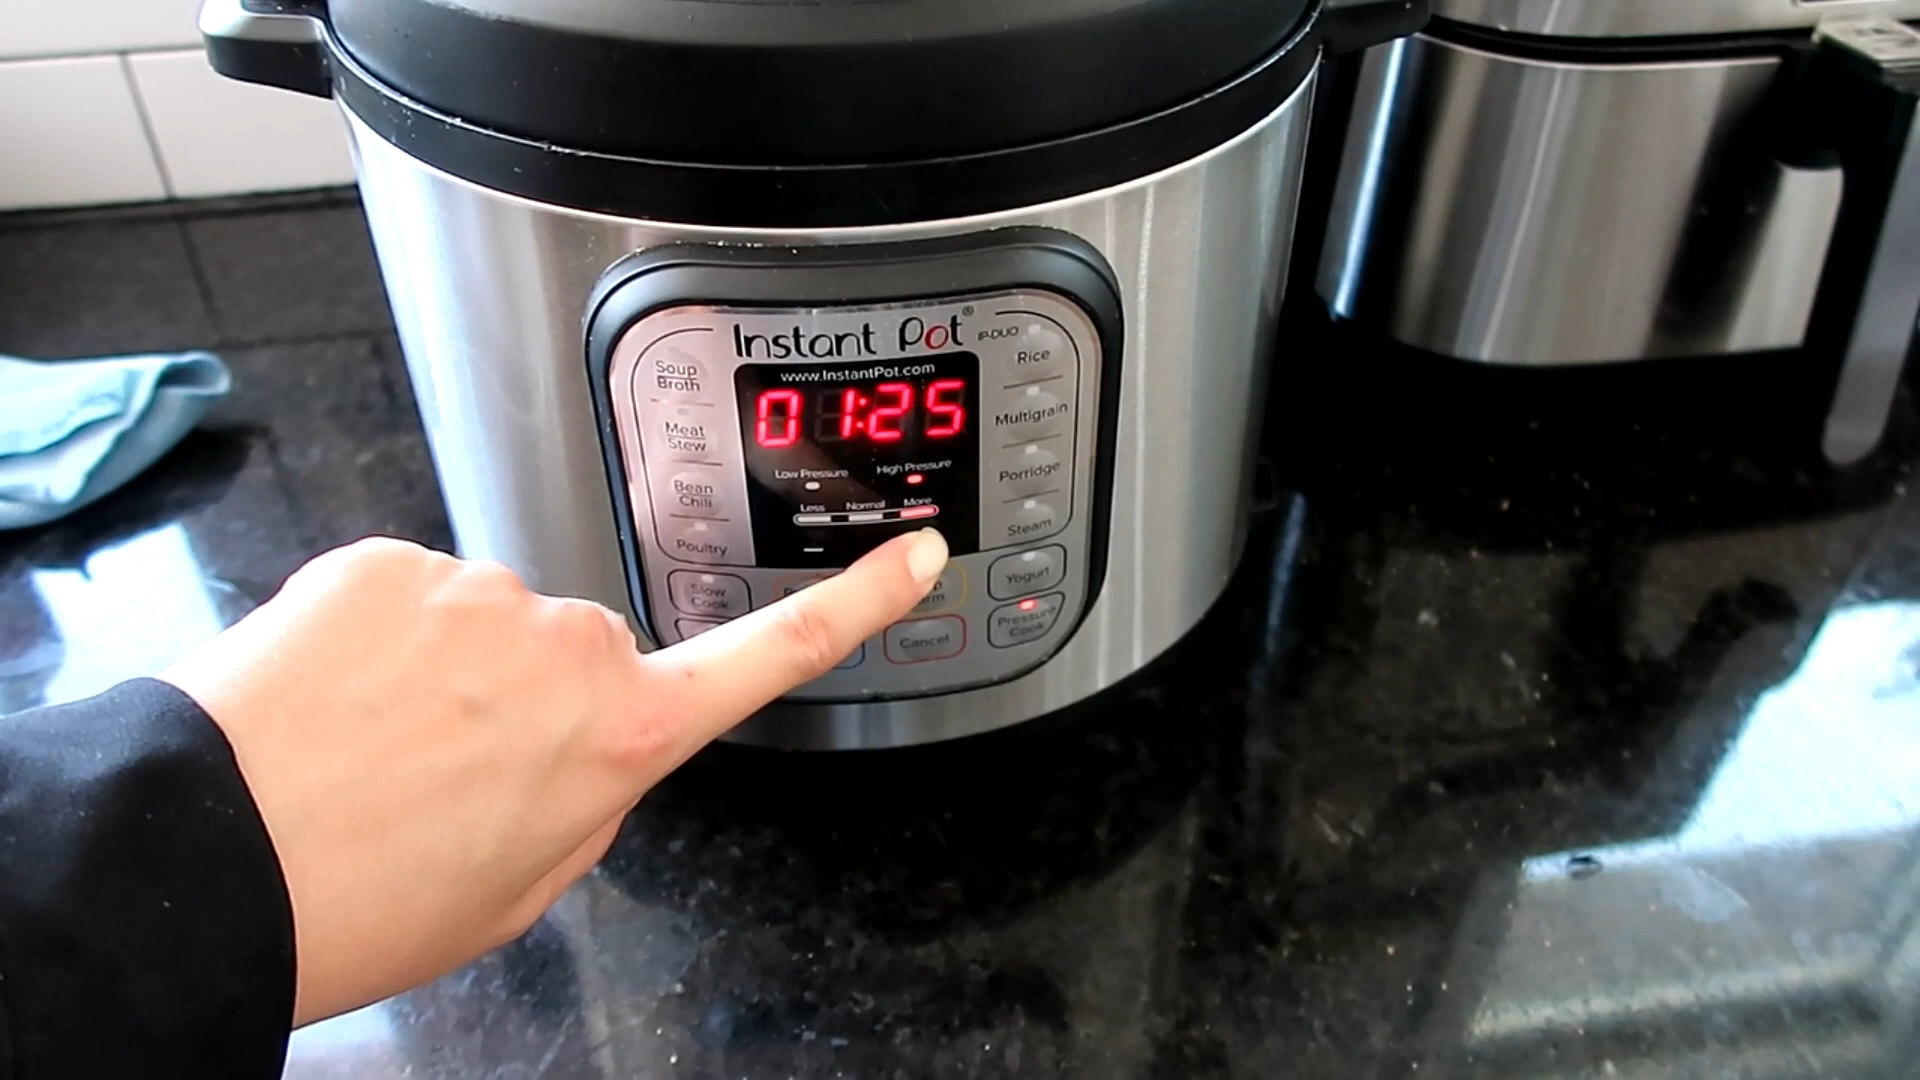 Instant Pot® IP-DUO
www.InstantPot.com
01:25
Low Pressure High Pressure
Less Normal More
Soup
Broth
Meat
Stew
Bean
Chili
Poultry
Slow
Cook
Rice
Multigrain
Porridge
Steam
Yogurt
Cancel
Pressure
Cook